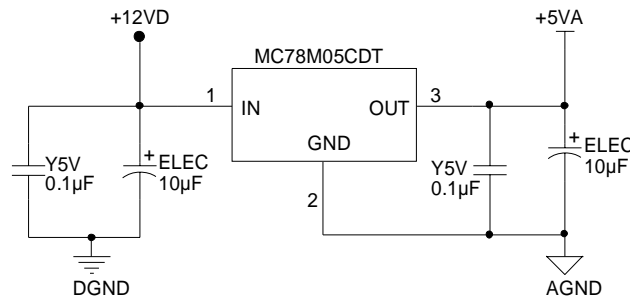 +12VD
+5VA
MC78M05CDT
1
IN
OUT
3
GND
2
+
Y5V
0.1µF
ELEC
10µF
Y5V
0.1µF
+
ELEC
10µF
DGND
AGND